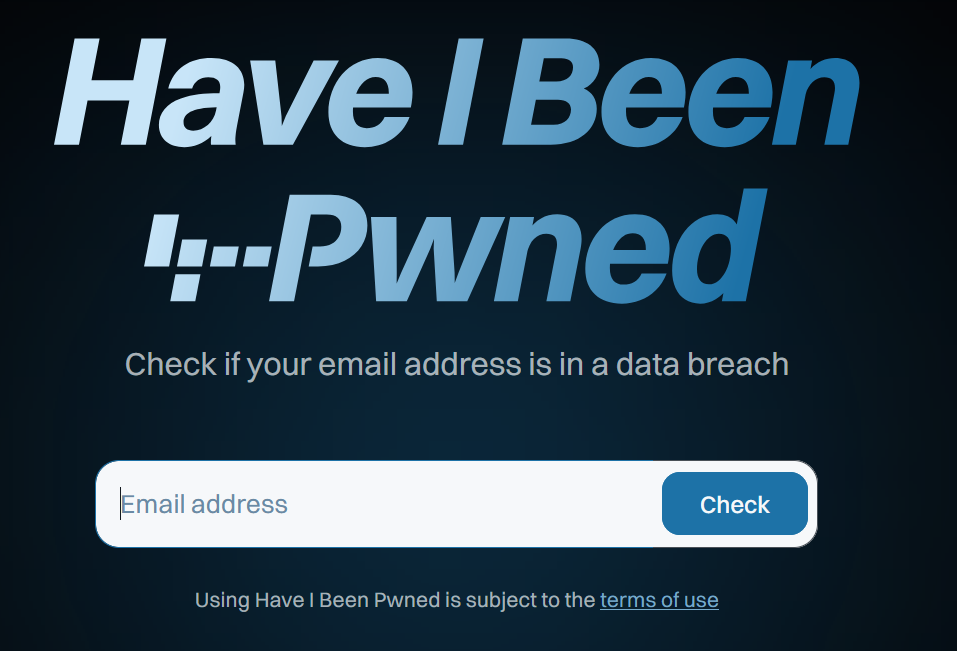 Have I Been
Pwned
Check if your email address is in a data breach
Email address
Check
Using Have I Been Pwned is subject to the terms of use